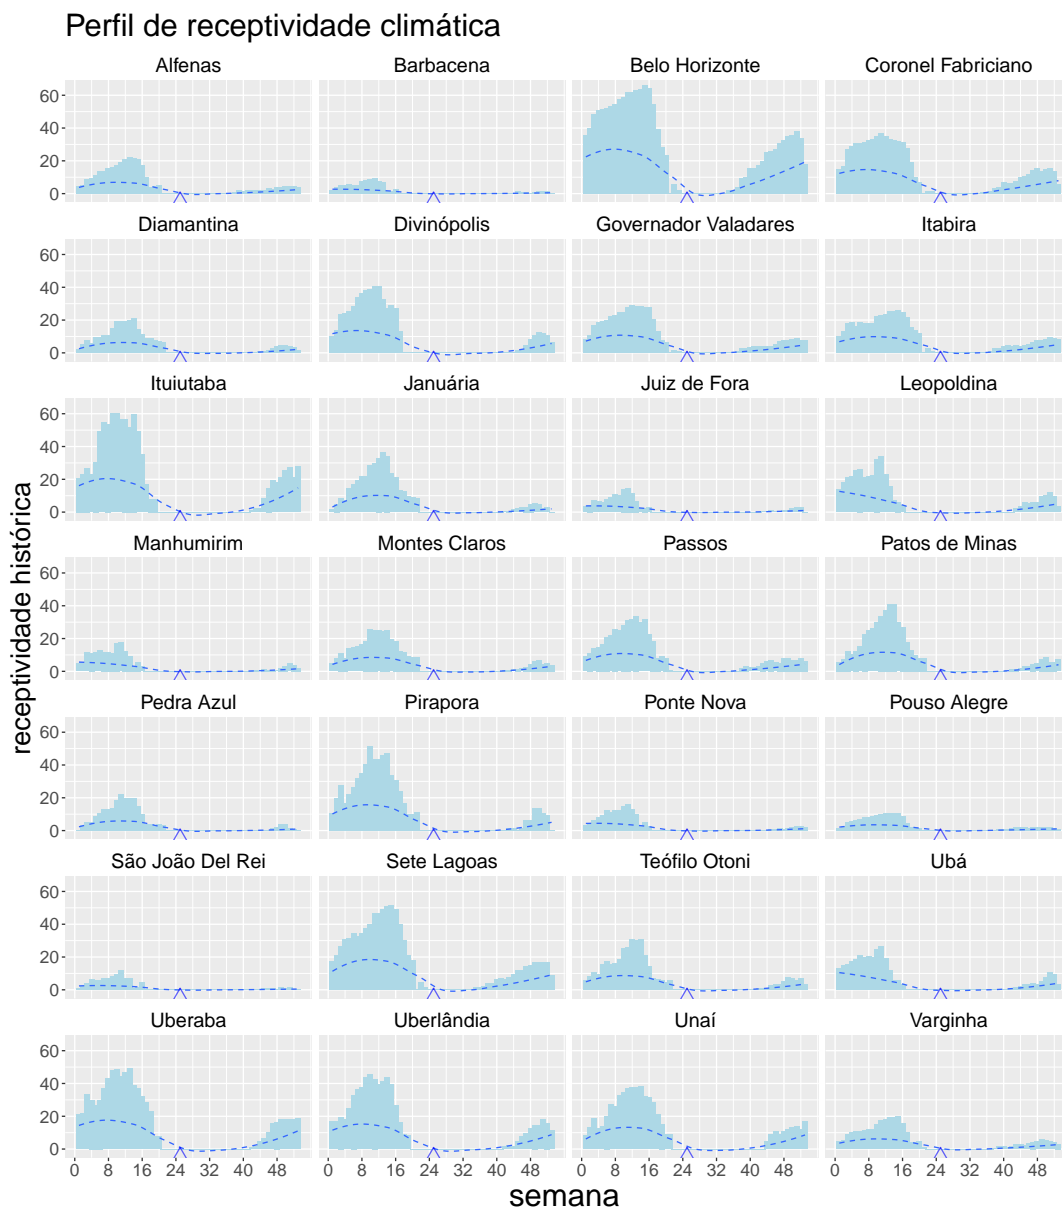 Perfil de receptividade climática
Alfenas Barbacena Belo Horizonte Coronel Fabriciano
60
40
20
0
Diamantina Divinópolis Governador Valadares Itabira
60
40
20
0
Ituiutaba Januária Juiz de Fora Leopoldina
60
40
20
0
receptividade histórica
Manhumirim Montes Claros Passos Patos de Minas
60
40
20
0
Pedra Azul Pirapora Ponte Nova Pouso Alegre
60
40
20
0
São João Del Rei Sete Lagoas Teófilo Otoni Ubá
60
40
20
0
Uberaba Uberlândia Unaí Varginha
60
40
20
0
0 8 16 24 32 40 48 0 8 16 24 32 40 48 0 8 16 24 32 40 48 0 8 16 24 32 40 48
semana